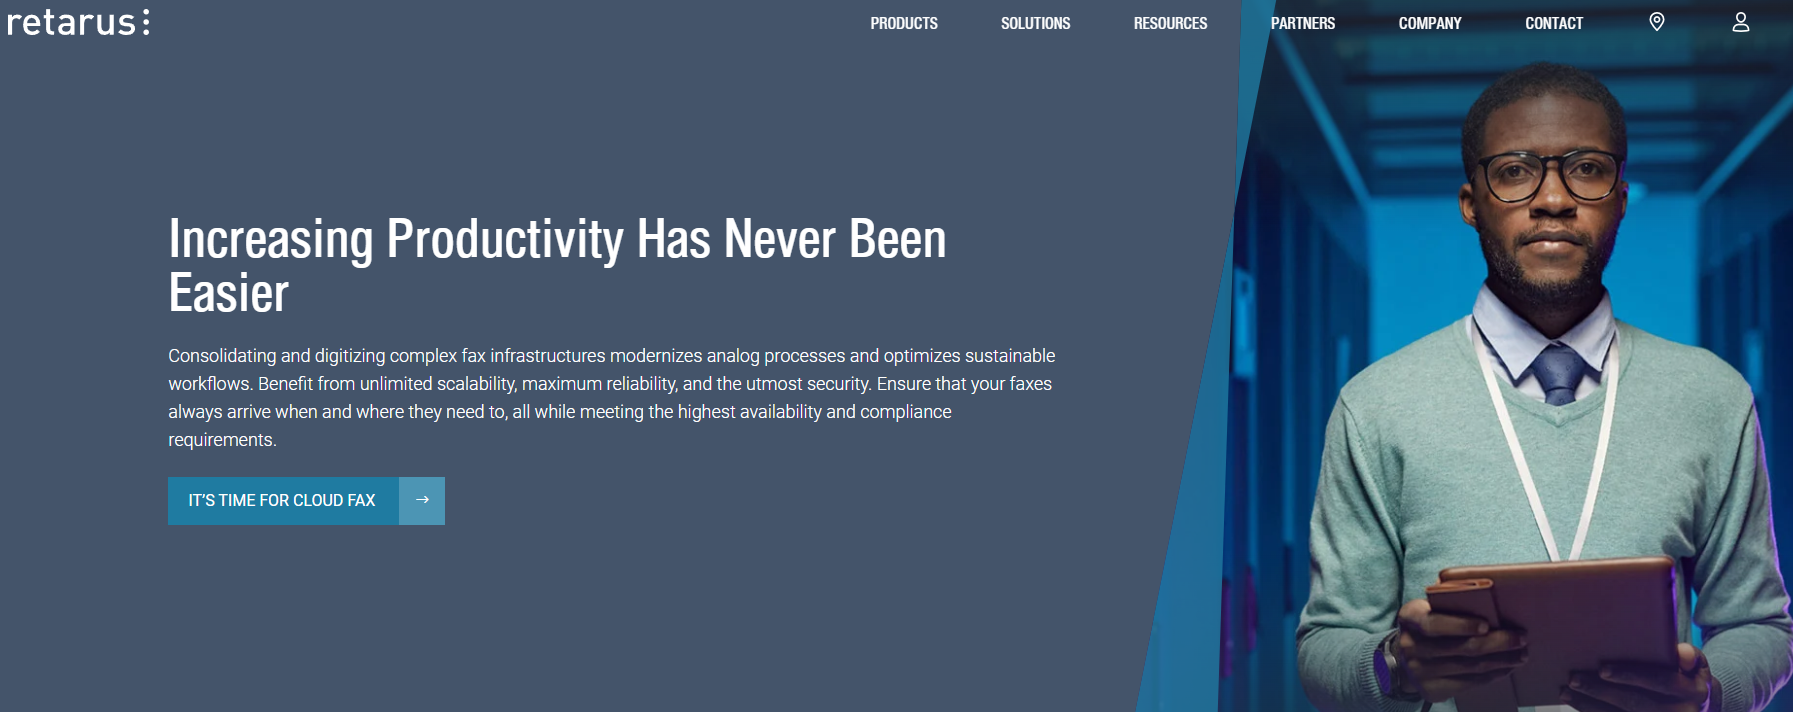 retarus
PRODUCTS SOLUTIONS RESOURCES PARTNERS COMPANY CONTACT
Increasing Productivity Has Never Been
Easier
Consolidating and digitizing complex fax infrastructures modernizes analog processes and optimizes sustainable
workflows. Benefit from unlimited scalability, maximum reliability, and the utmost security. Ensure that your faxes
always arrive when and where they need to, all while meeting the highest availability and compliance
requirements.
IT'S TIME FOR CLOUD FAX →